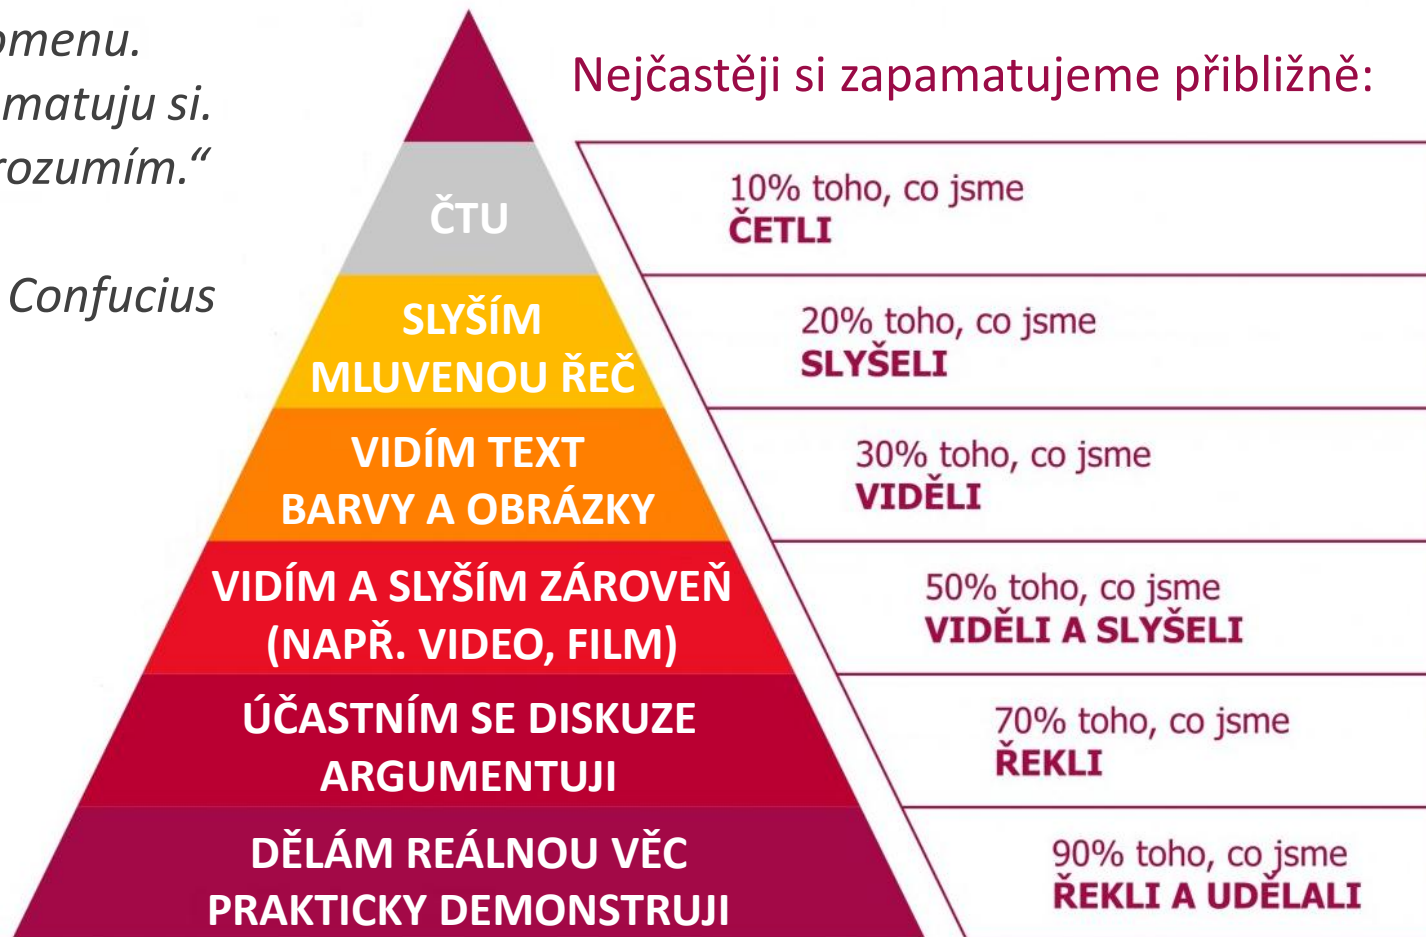 omenu.
matuju si.
rozumím.“
Confucius
Nejčastěji si zapamatujeme přibližně:
ČTU
10% toho, co jsme
ČETLI
SLYŠÍM
MLUVENOU ŘEČ
20% toho, co jsme
SLYŠELI
VIDÍM TEXT
BARVY A OBRÁZKY
30% toho, co jsme
VIDĚLI
VIDÍM A SLYŠÍM ZÁROVEŇ
(NAPŘ. VIDEO, FILM)
50% toho, co jsme
VIDĚLI A SLYŠELI
ÚČASTNÍM SE DISKUZE
ARGUMENTUJI
70% toho, co jsme
ŘEKLI
DĚLÁM REÁLNOU VĚC
PRAKTICKY DEMONSTRUJI
90% toho, co jsme
ŘEKLI A UDĚLALI